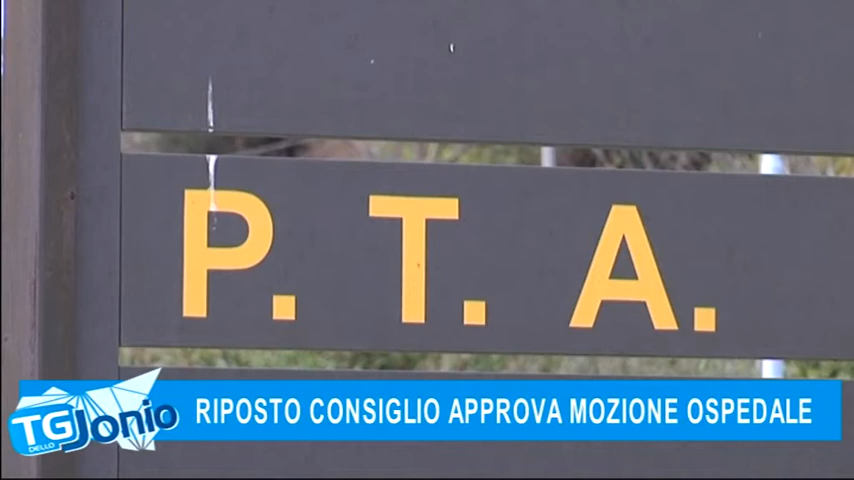 P. T. A.
TG
DELLO
Jonio
RIPOSTO CONSIGLIO APPROVA MOZIONE OSPEDALE